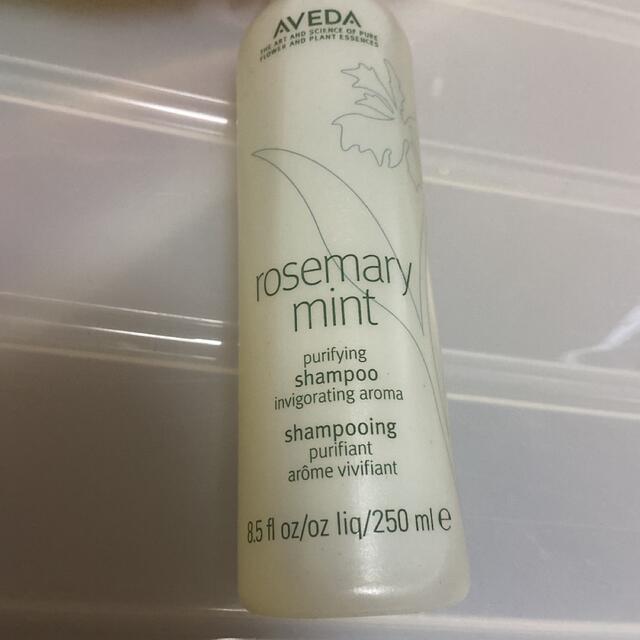 AVEDA
THE ART AND SCIENCE OF PURE
FLOWER AND PLANT ESSENCES
rosemary
mint
purifying
shampoo
invigorating aroma
shampooing
purifiant
arôme vivifiant
8.5 fl oz/oz liq/250 ml e